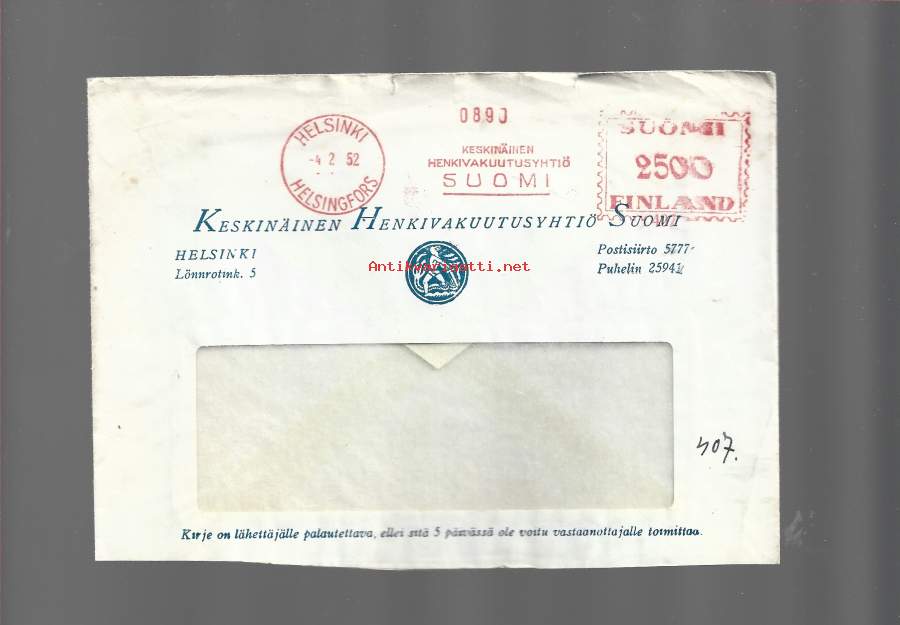 0890
HELSINKI
-4 2 52
HELSINGFORS
KESKINÄINEN
HENKIVAKUUTUSYHTIÖ
SUOMI
SUOMI
2500
FINLAND
KESKINÄINEN HENKIVAKUUTUSYHTIÖ SUOMI
HELSINKI
Lönnrotink. 5
Postisiirto 5777
Puhelin 25941
Antikvariaatti.net
407.
Kirje on lähettäjälle palautettava, ellei sitä 5 päivässä ole voitu vastaanottajalle toimittaa.